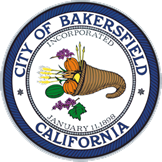 CITY OF BAKERSFIELD
INCORPORATED
JANUARY 11, 1898
CALIFORNIA